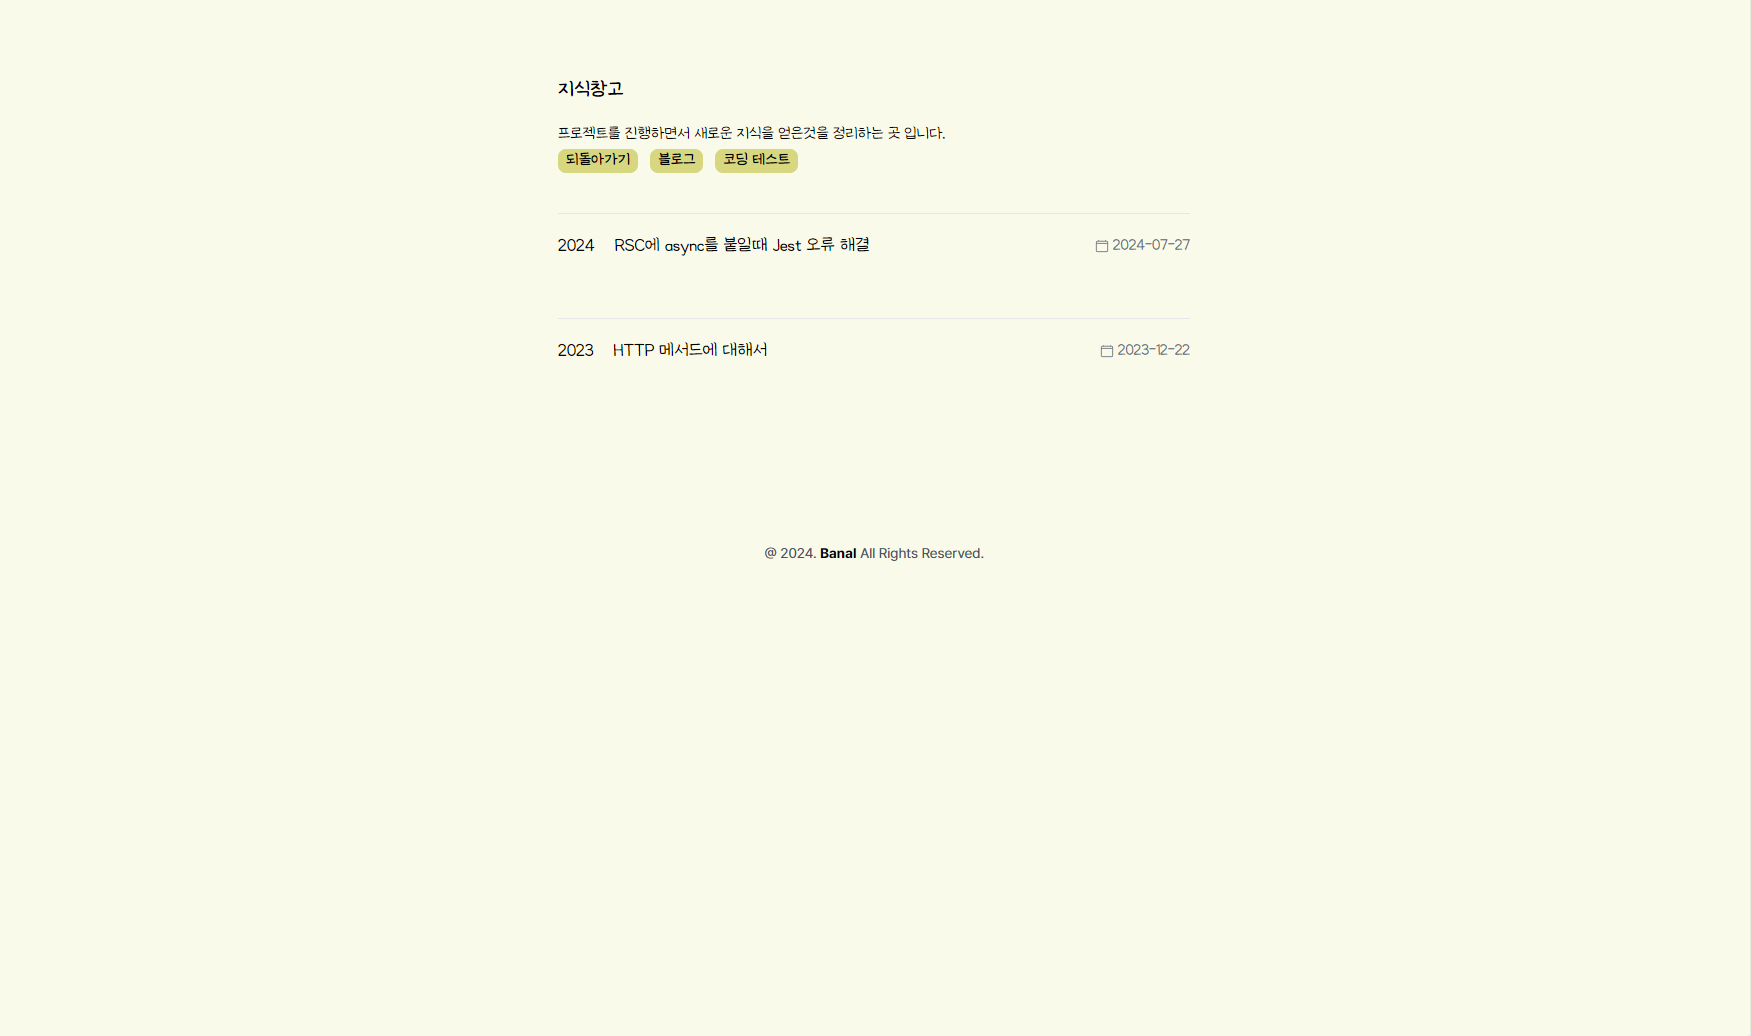 지식창고
프로젝트를 진행하면서 새로운 지식을 얻은것을 정리하는 곳 입니다.
되돌아가기 블로그 코딩 테스트
2024 RSC에 async를 붙일때 Jest 오류 해결 2024-07-27
2023 HTTP 메서드에 대해서 2023-12-22
@ 2024. Banal All Rights Reserved.